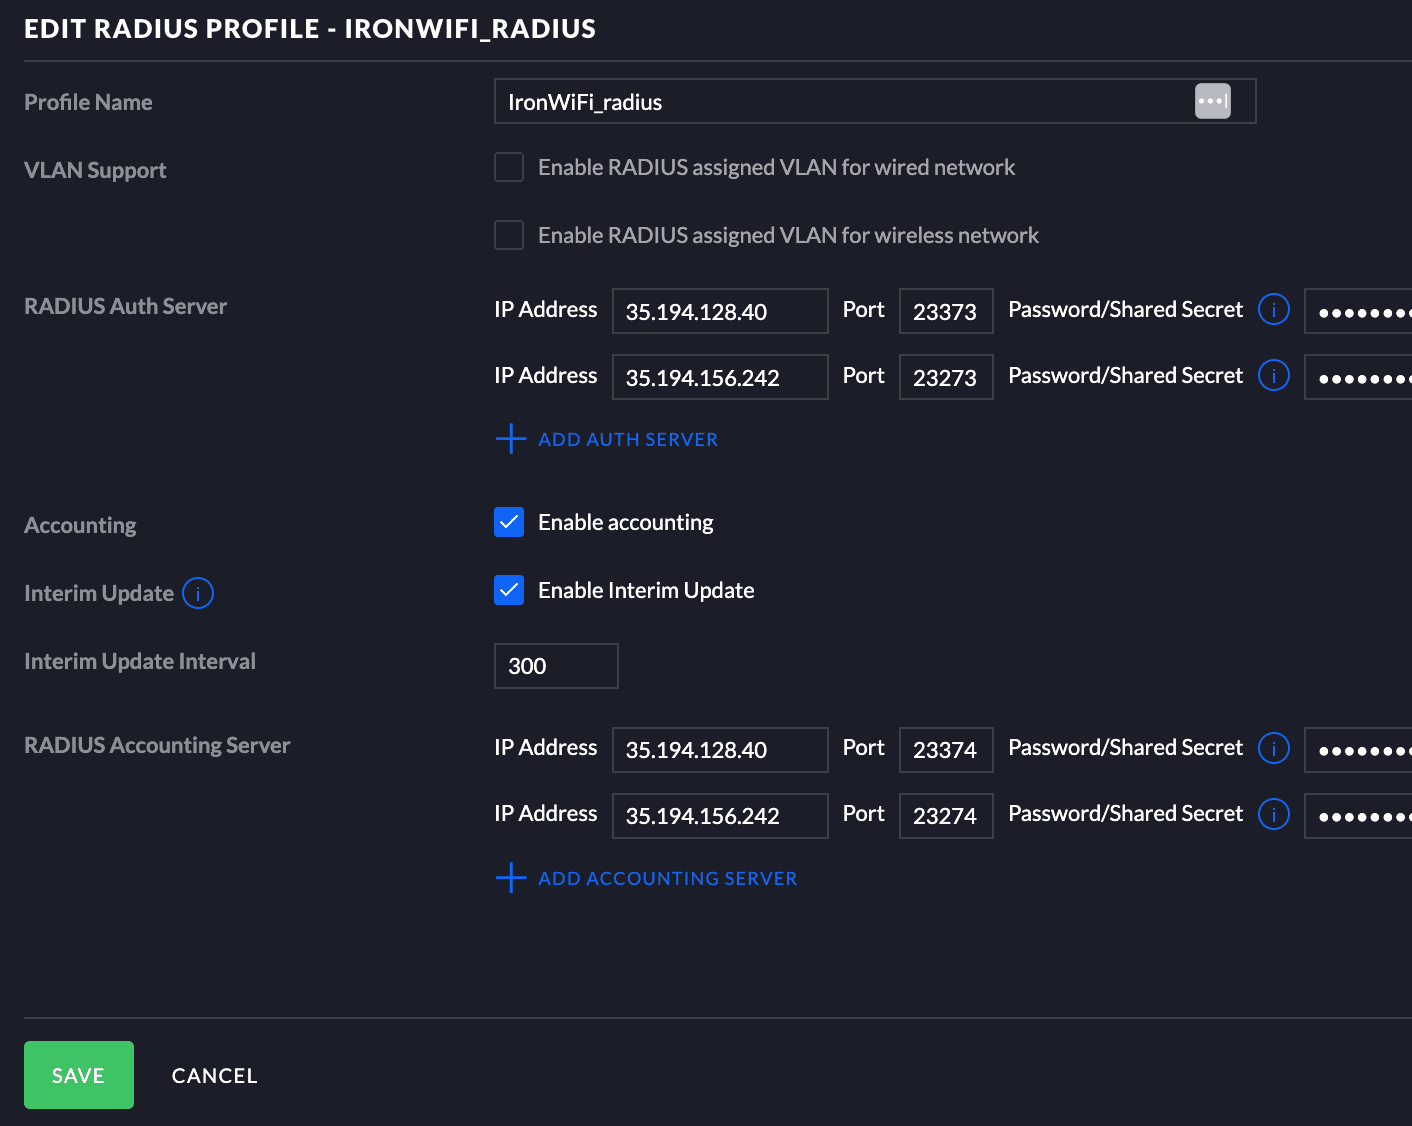 EDIT RADIUS PROFILE - IRONWIFI_RADIUS
Profile Name IronWiFi_radius
VLAN Support Enable RADIUS assigned VLAN for wired network
Enable RADIUS assigned VLAN for wireless network
RADIUS Auth Server IP Address 35.194.128.40 Port 23373 Password/Shared Secret i ••••••••
IP Address 35.194.156.242 Port 23273 Password/Shared Secret i ••••••••
ADD AUTH SERVER
Accounting Enable accounting
Interim Update i Enable Interim Update
Interim Update Interval 300
RADIUS Accounting Server IP Address 35.194.128.40 Port 23374 Password/Shared Secret i ••••••••
IP Address 35.194.156.242 Port 23274 Password/Shared Secret i ••••••••
ADD ACCOUNTING SERVER
SAVE CANCEL